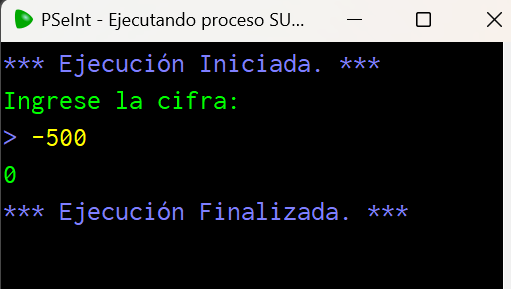 PSeInt - Ejecutando proceso SU...
*** Ejecución Iniciada. ***
Ingrese la cifra:
> -500
0
*** Ejecución Finalizada. ***